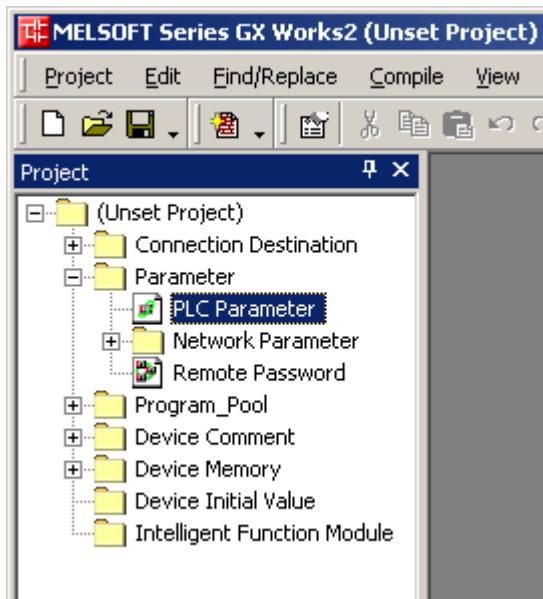 MELSOFT Series GX Works2 (Unset Project)
Project Edit Find/Replace Compile View
Project
(Unset Project)
Connection Destination
Parameter
PLC Parameter
Network Parameter
Remote Password
Program_Pool
Device Comment
Device Memory
Device Initial Value
Intelligent Function Module